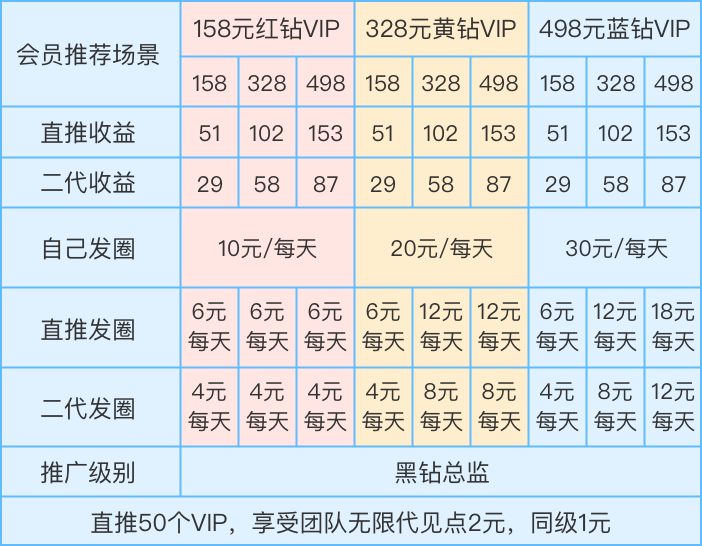 会员推荐场景 158元红钻VIP 328元黄钻VIP 498元蓝钻VIP
158 328 498 158 328 498 158 328 498
直推收益 51 102 153 51 102 153 51 102 153
二代收益 29 58 87 29 58 87 29 58 87
自己发圈 10元/每天 20元/每天 30元/每天
直推发圈 6元每天 6元每天 6元每天 6元每天 12元每天 12元每天 6元每天 12元每天 18元每天
二代发圈 4元每天 4元每天 4元每天 4元每天 8元每天 8元每天 4元每天 8元每天 12元每天
推广级别 黑钻总监
直推50个VIP，享受团队无限代见点2元，同级1元